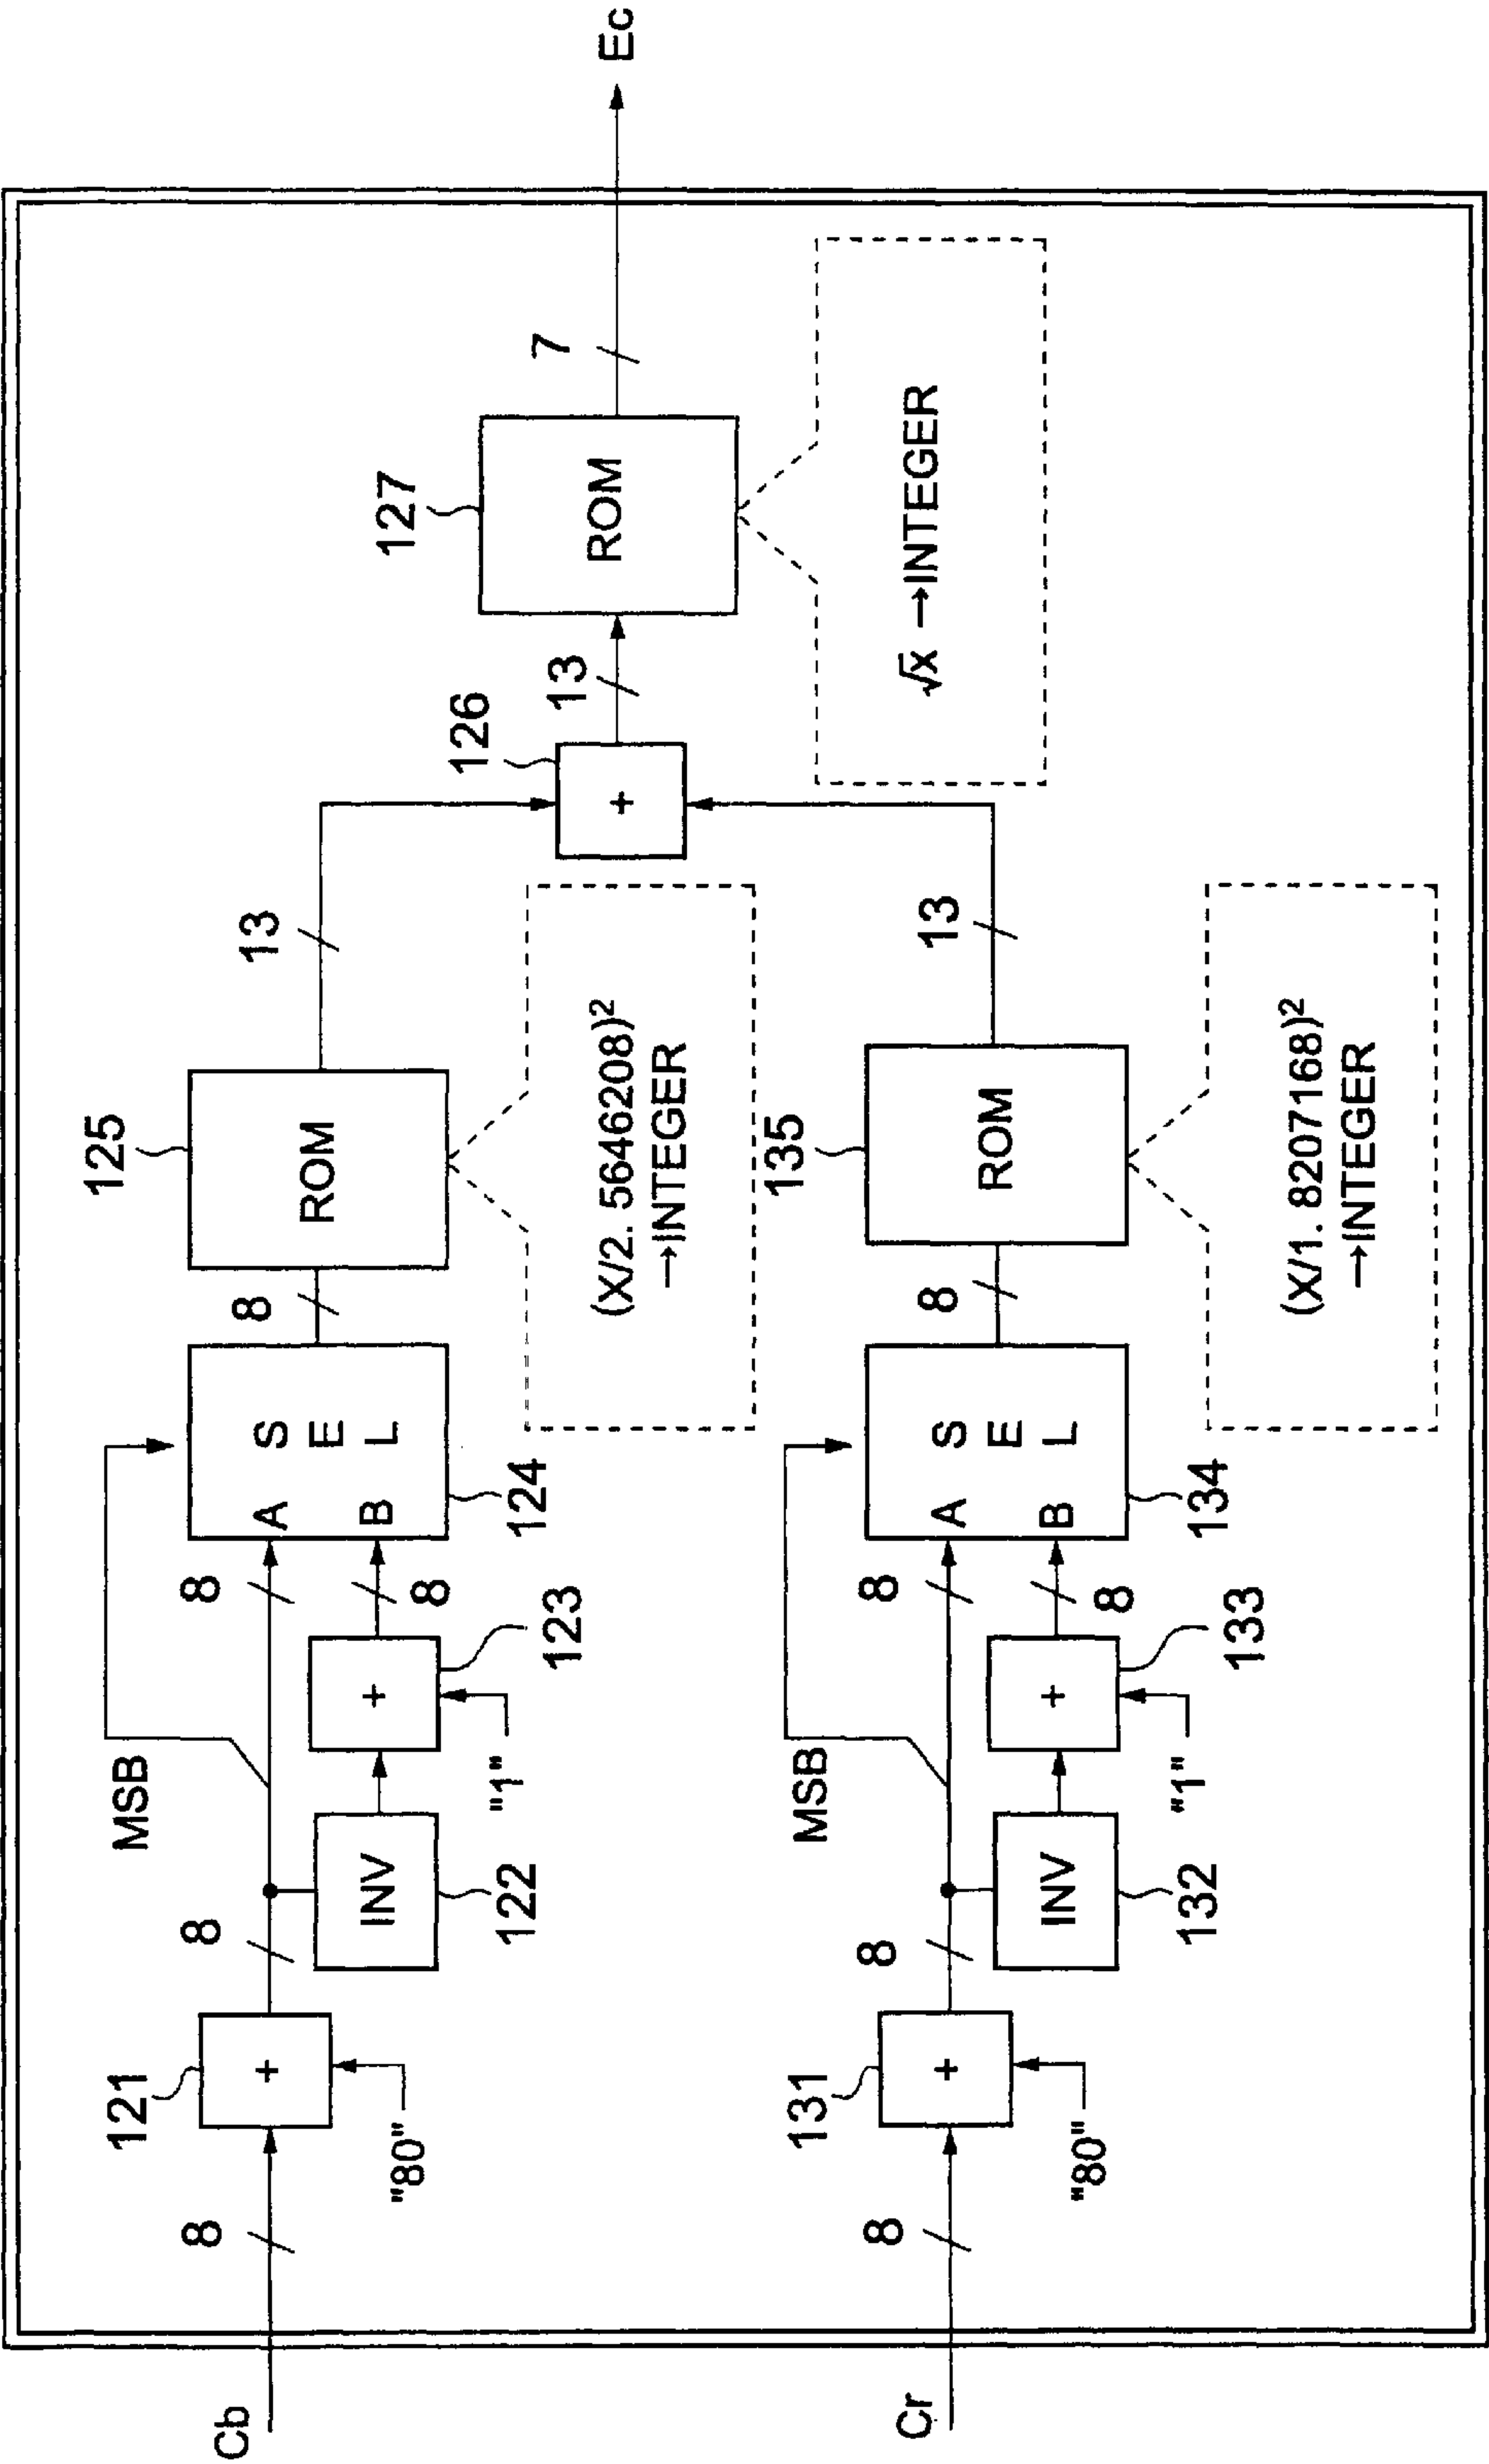 Cb
8
121
+
"80"
8
MSB
INV
122
+
"1"
123
8
8
A
B
S
E
L
124
8
125
ROM
(X/2. 5646208)²
→INTEGER
13
126
+
13
127
ROM
√x →INTEGER
7
Ec
Cr
8
131
+
"80"
8
MSB
INV
132
+
"1"
133
8
8
A
B
S
E
L
134
8
135
ROM
(X/1. 8207168)²
→INTEGER
13